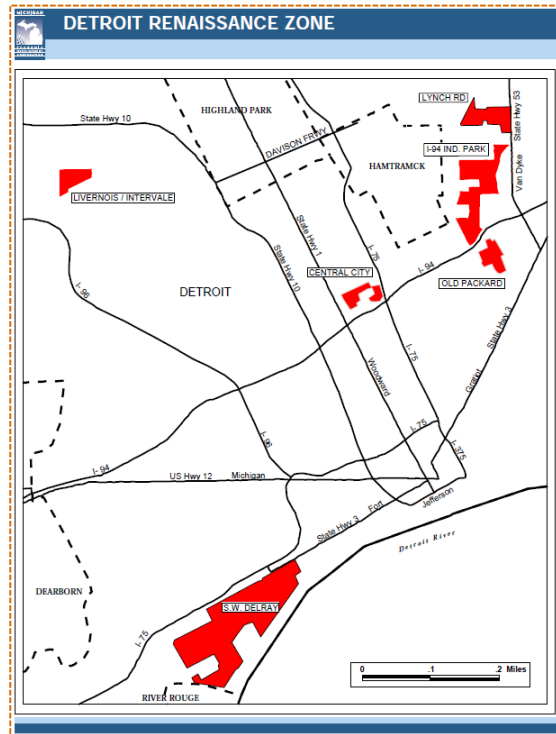 MICHIGAN
DETROIT RENAISSANCE ZONE
LYNCH RD
State Hwy 53
HIGHLAND PARK
State Hwy 10
DAVISON FRWY
I-94 IND. PARK
HAMTRAMCK
Van Dyke
LIVERNOIS / INTERVALE
State Hwy 1
State Hwy 10
I- 75
I- 94
CENTRAL CITY
OLD PACKARD
I- 96
DETROIT
State Hwy 3
I-75
Woodward
Gratiot
I- 96
I-75
I-375
I- 94
US Hwy 12
Michigan
Jefferson
Fort
State Hwy 3
Detroit River
DEARBORN
S.W. DELRAY
I- 75
RIVER ROUGE
0 .1 .2 Miles